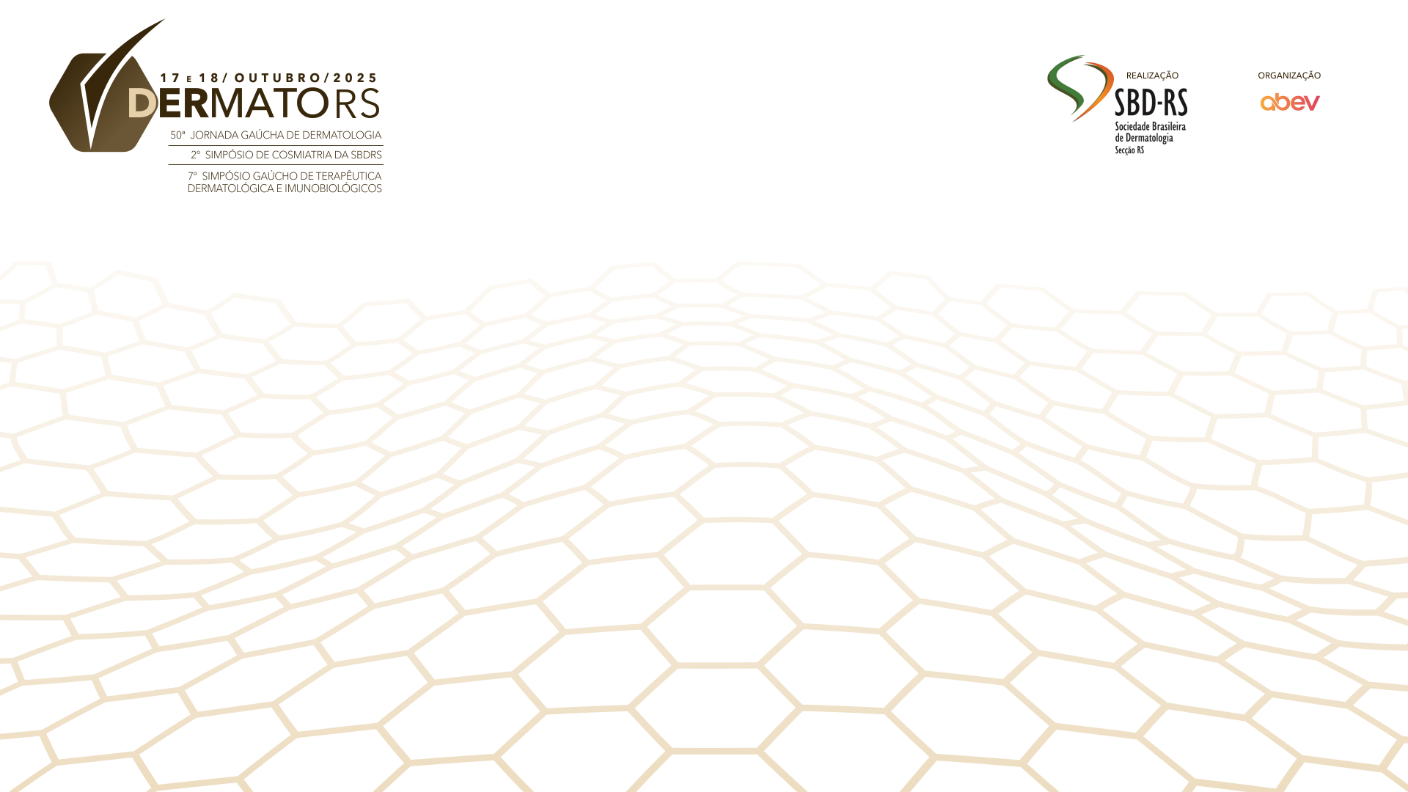 17 E 18/OUTUBRO/2025
DERMATORS
50ª JORNADA GAÚCHA DE DERMATOLOGIA
2º SIMPÓSIO DE COSMIATRIA DA SBDRS
7º SIMPÓSIO GAÚCHO DE TERAPÊUTICA
DERMATOLÓGICA E IMUNOBIOLÓGICOS
REALIZAÇÃO
SBD-RS
Sociedade Brasileira
de Dermatologia
Secção RS
ORGANIZAÇÃO
abev